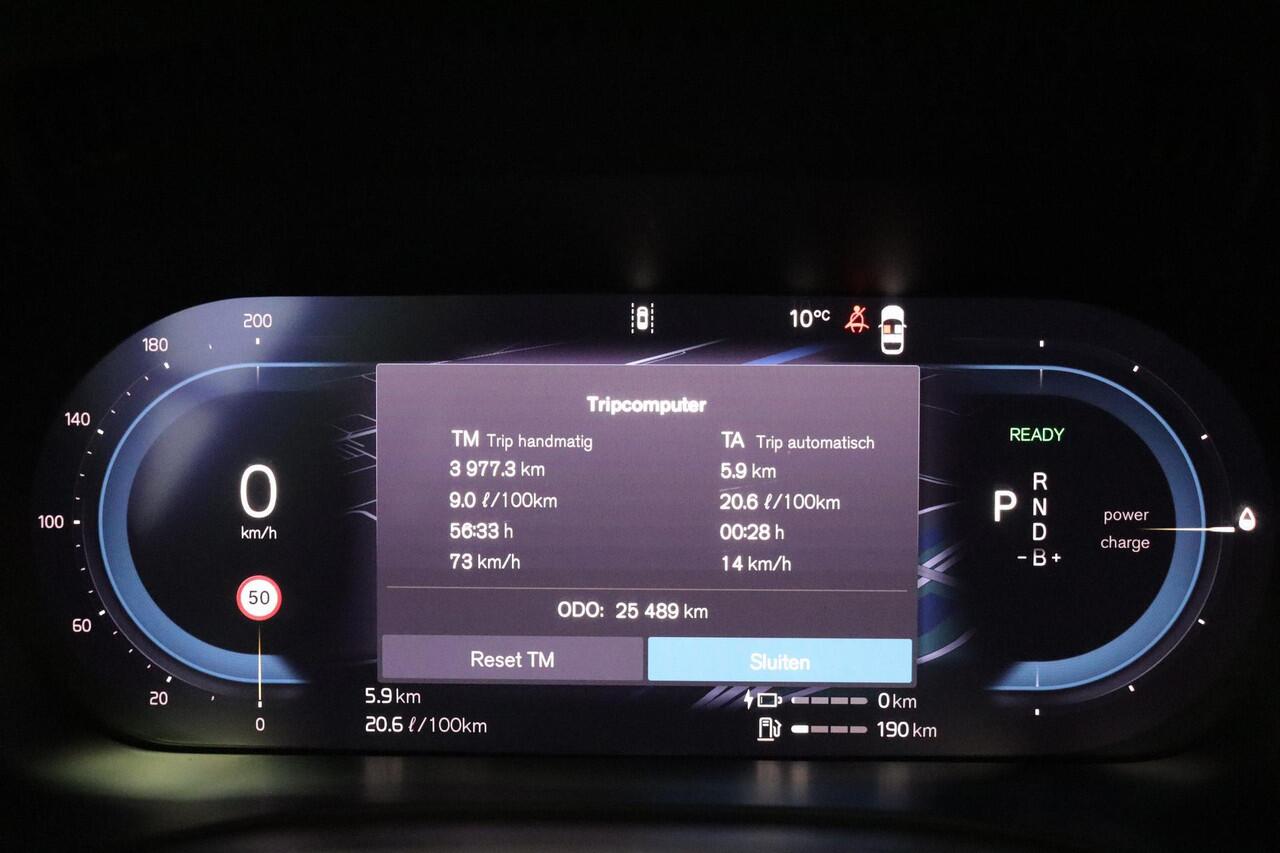 200
180
140
100
60
20
0
0
km/h
50
10°C
Tripcomputer
TM Trip handmatig
3 977.3 km
9.0 ℓ/100km
56:33 h
73 km/h
TA Trip automatisch
5.9 km
20.6 ℓ/100km
00:28 h
14 km/h
ODO: 25 489 km
Reset TM
Sluiten
5.9 km
20.6 ℓ/100km
0 km
190 km
READY
P
R
N
D
-B+
power
charge